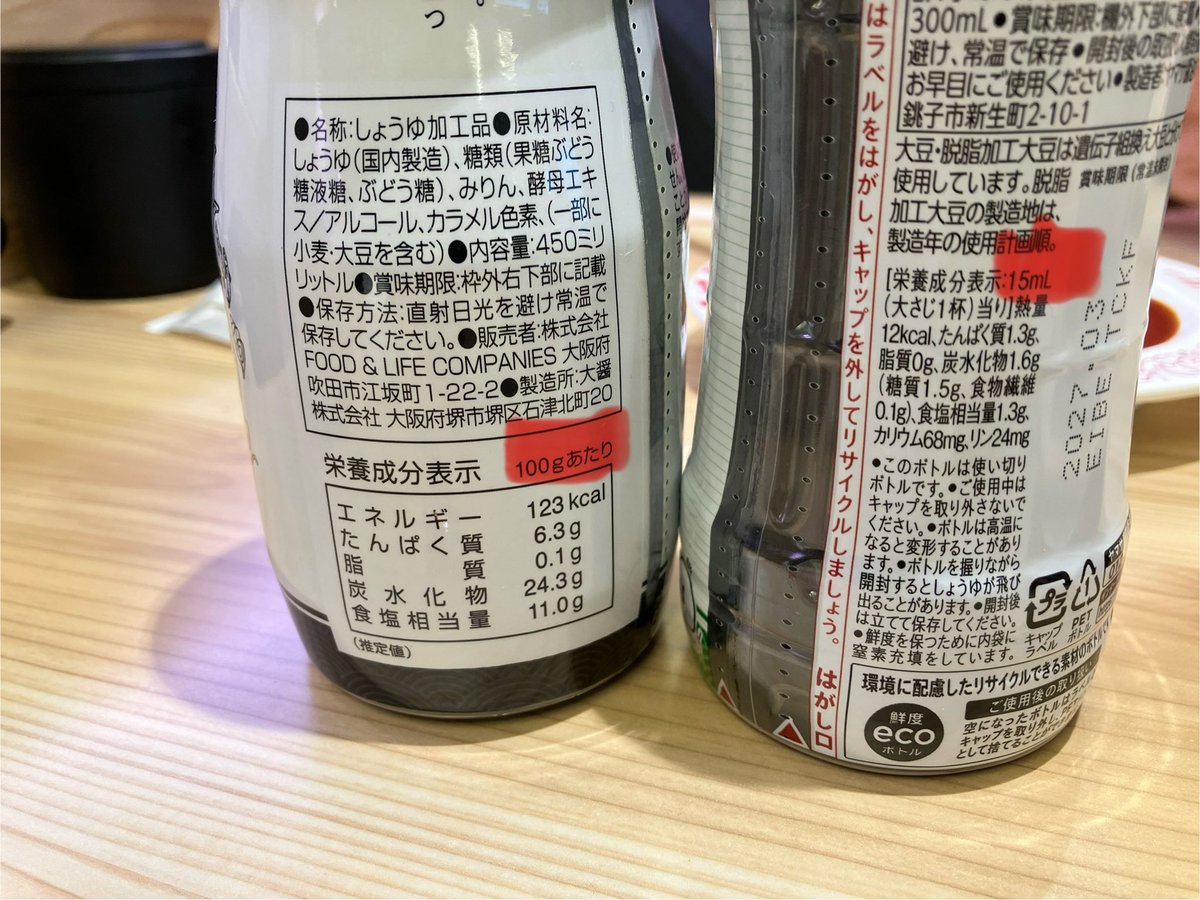 つ。
●名称:しょうゆ加工品●原材料名:
しょうゆ(国内製造)、糖類(果糖ぶどう
糖液糖、ぶどう糖)、みりん、酵母エキ
ス/アルコール、カラメル色素、(一部に
小麦・大豆を含む)●内容量:450ミリ
リットル●賞味期限:枠外右下部に記載
●保存方法:直射日光を避け常温で
保存してください。●販売者:株式会社
FOOD & LIFE COMPANIES 大阪府
吹田市江坂町1-22-2●製造所:大醤
株式会社 大阪府堺市堺区石津北町20
栄養成分表示 100gあたり
エネルギー 123kcal
たんぱく質 6.3g
脂質 0.1g
炭水化物 24.3g
食塩相当量 11.0g
(推定値)
はラベルをはがし、キャップを外してリサイクルしましょう。 はがし口
300mL●賞味期限:欄外下部に記
避け、常温で保存●開封後の取扱
お早目にご使用ください●製造者
銚子市新生町2-10-1
大豆・脱脂加工大豆は遺伝子組換え大豆
使用しています。脱脂
加工大豆の製造地は、
製造年の使用計画順。
賞味期限(常温未開
[栄養成分表示:15mL
(大さじ1杯)当り]熱量
12kcal、たんぱく質1.3g、
脂質0g、炭水化物1.6g
(糖質1.5g、食物繊維
0.1g)、食塩相当量1.3g、
カリウム68mg、リン24mg
2027.03
●このボトルは使い切り
ボトルです。●ご使用中は
キャップを取り外さないで
ください。●ボトルは高温に
なると変形することがあり
ます。●ボトルを握りながら
開封するとしょうゆが飛び
出ることがあります。●開封後
は立てて保存してください。
●鮮度を保つために内袋に
窒素充填をしています。
プラ
キャップ
ラベル
PET
ボトル
環境に配慮したリサイクルできる素材のボトル
ご使用後の取り扱い
空になったボトルはラベ
キャップを取り外し、PET
として捨てることができ
鮮度
eco
ボトル